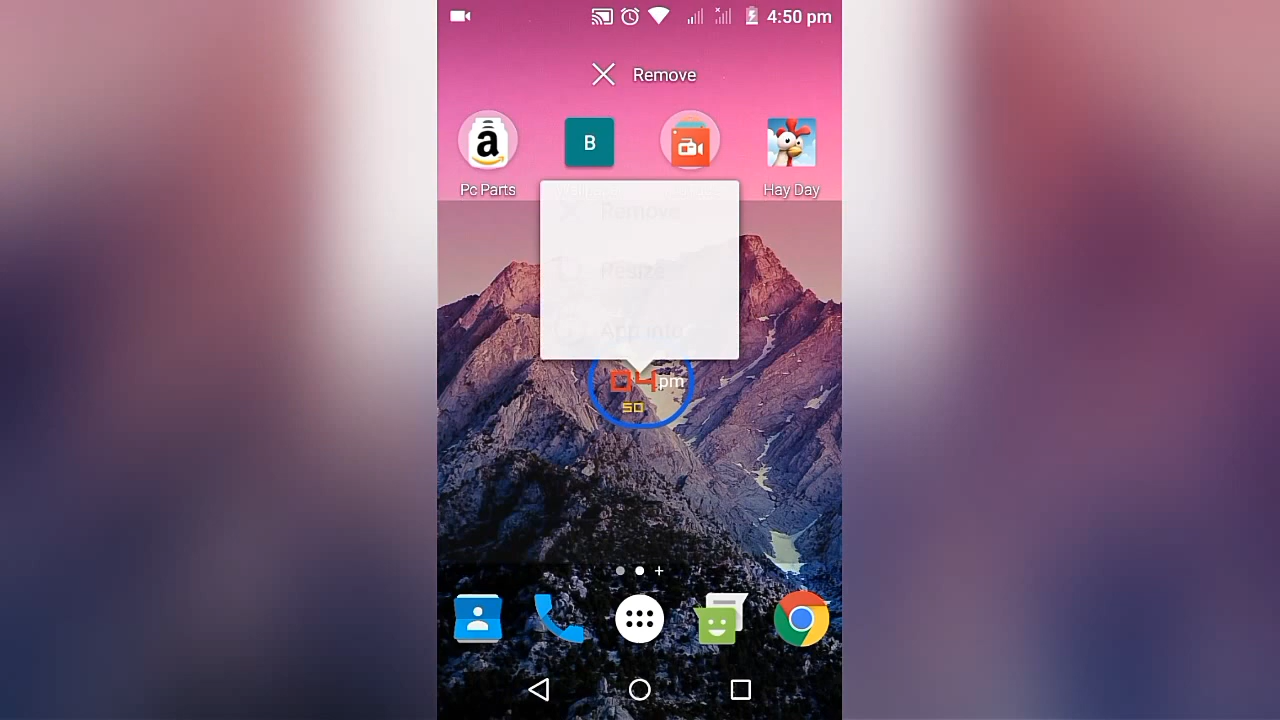 4:50 pm
Remove
a
B
Pc Parts
Hay Day
Remove
Resize
App info
04 pm
50